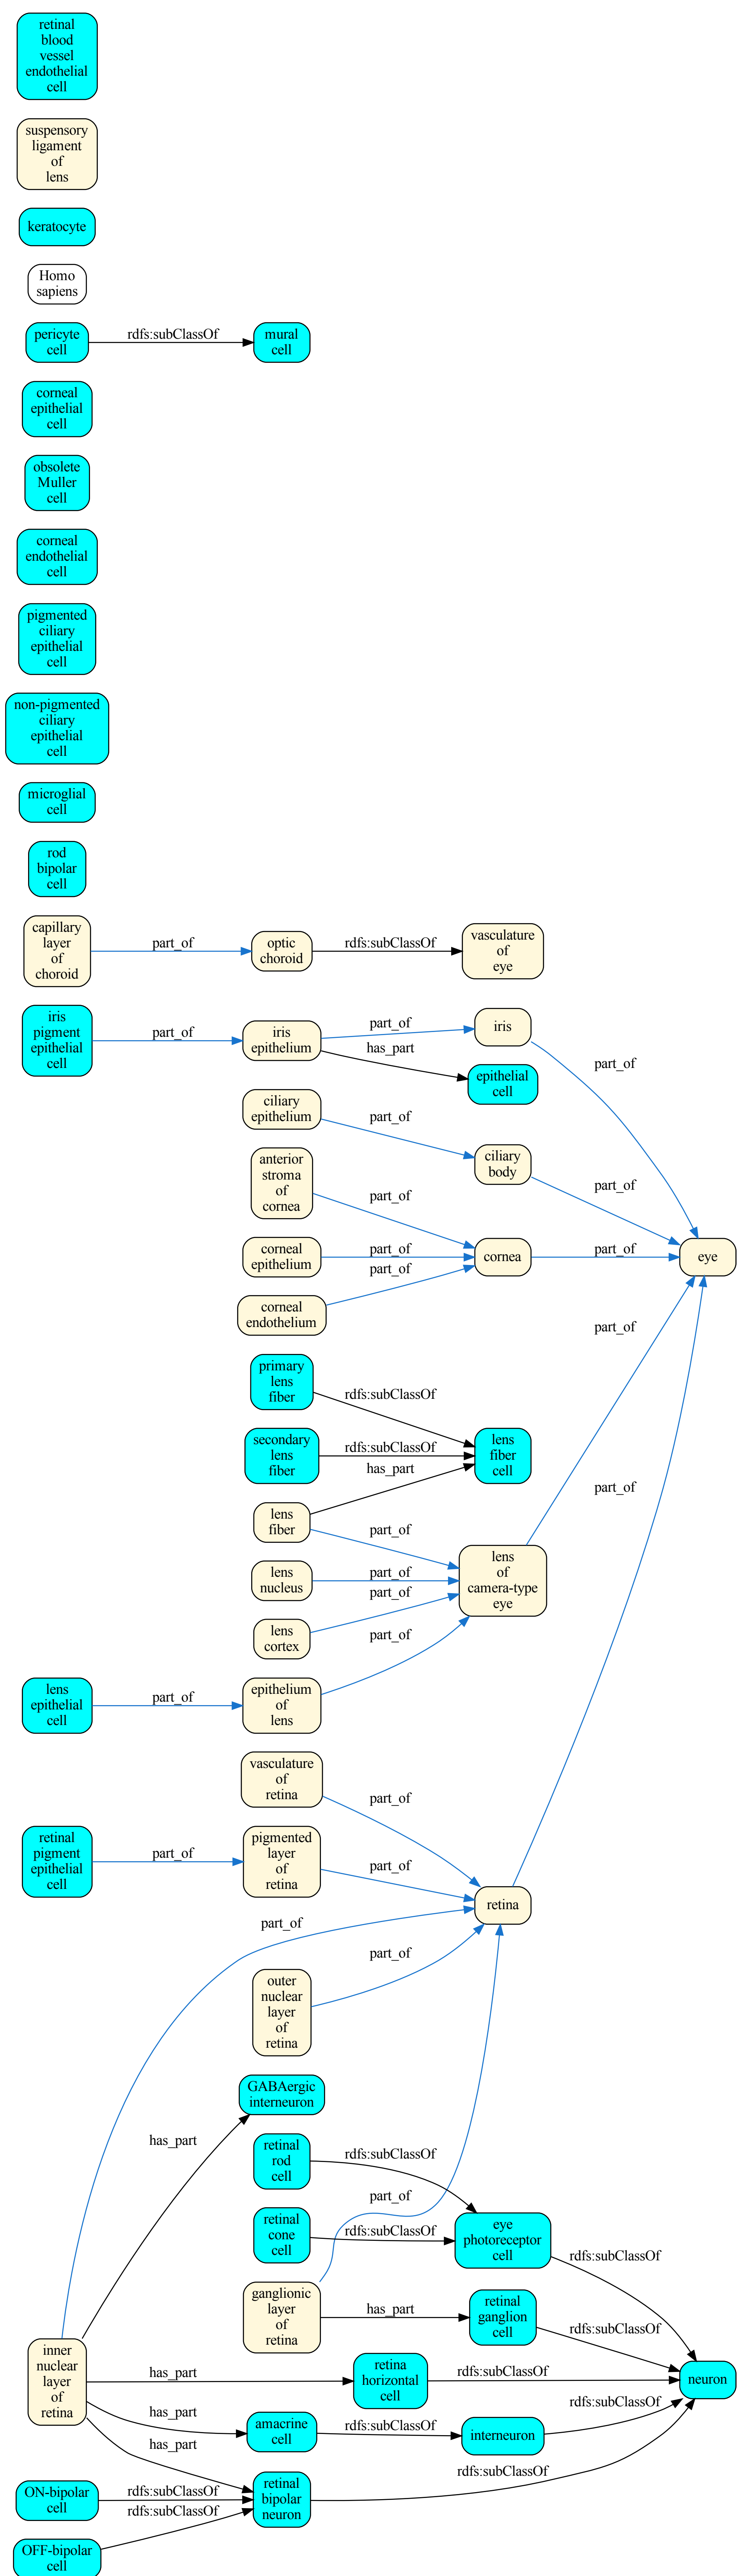 retinal
blood
vessel
endothelial
cell
suspensory
ligament
of
lens
keratocyte
Homo
sapiens
pericyte
cell
rdfs:subClassOf
mural
cell
corneal
epithelial
cell
obsolete
Muller
cell
corneal
endothelial
cell
pigmented
ciliary
epithelial
cell
non-pigmented
ciliary
epithelial
cell
microglial
cell
rod
bipolar
cell
capillary
layer
of
choroid
part_of
optic
choroid
rdfs:subClassOf
vasculature
of
eye
iris
pigment
epithelial
cell
part_of
iris
epithelium
part_of
iris
has_part
epithelial
cell
part_of
ciliary
epithelium
part_of
ciliary
body
part_of
anterior
stroma
of
cornea
part_of
corneal
epithelium
part_of
cornea
part_of
eye
corneal
endothelium
part_of
primary
lens
fiber
rdfs:subClassOf
secondary
lens
fiber
rdfs:subClassOf
lens
fiber
cell
has_part
lens
fiber
part_of
lens
nucleus
part_of
lens
of
camera-type
eye
part_of
lens
cortex
part_of
lens
epithelial
cell
part_of
epithelium
of
lens
part_of
vasculature
of
retina
part_of
retinal
pigment
epithelial
cell
part_of
pigmented
layer
of
retina
part_of
retina
part_of
part_of
outer
nuclear
layer
of
retina
part_of
GABAergic
interneuron
has_part
retinal
rod
cell
rdfs:subClassOf
retinal
cone
cell
rdfs:subClassOf
eye
photoreceptor
cell
rdfs:subClassOf
part_of
ganglionic
layer
of
retina
has_part
retinal
ganglion
cell
rdfs:subClassOf
inner
nuclear
layer
of
retina
has_part
retina
horizontal
cell
rdfs:subClassOf
neuron
has_part
amacrine
cell
rdfs:subClassOf
interneuron
rdfs:subClassOf
has_part
ON-bipolar
cell
rdfs:subClassOf
retinal
bipolar
neuron
rdfs:subClassOf
OFF-bipolar
cell
rdfs:subClassOf